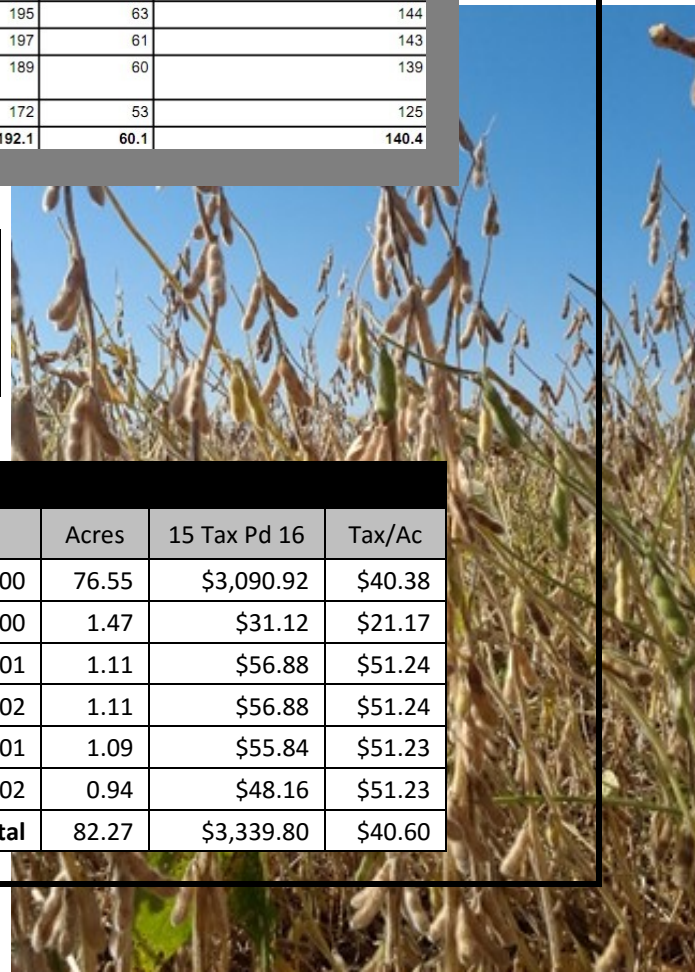 195 63 144
197 61 143
189 60 139
172 53 125
192.1 60.1 140.4
Acres 15 Tax Pd 16 Tax/Ac
00 76.55 $3,090.92 $40.38
00 1.47 $31.12 $21.17
01 1.11 $56.88 $51.24
02 1.11 $56.88 $51.24
01 1.09 $55.84 $51.23
02 0.94 $48.16 $51.23
tal 82.27 $3,339.80 $40.60